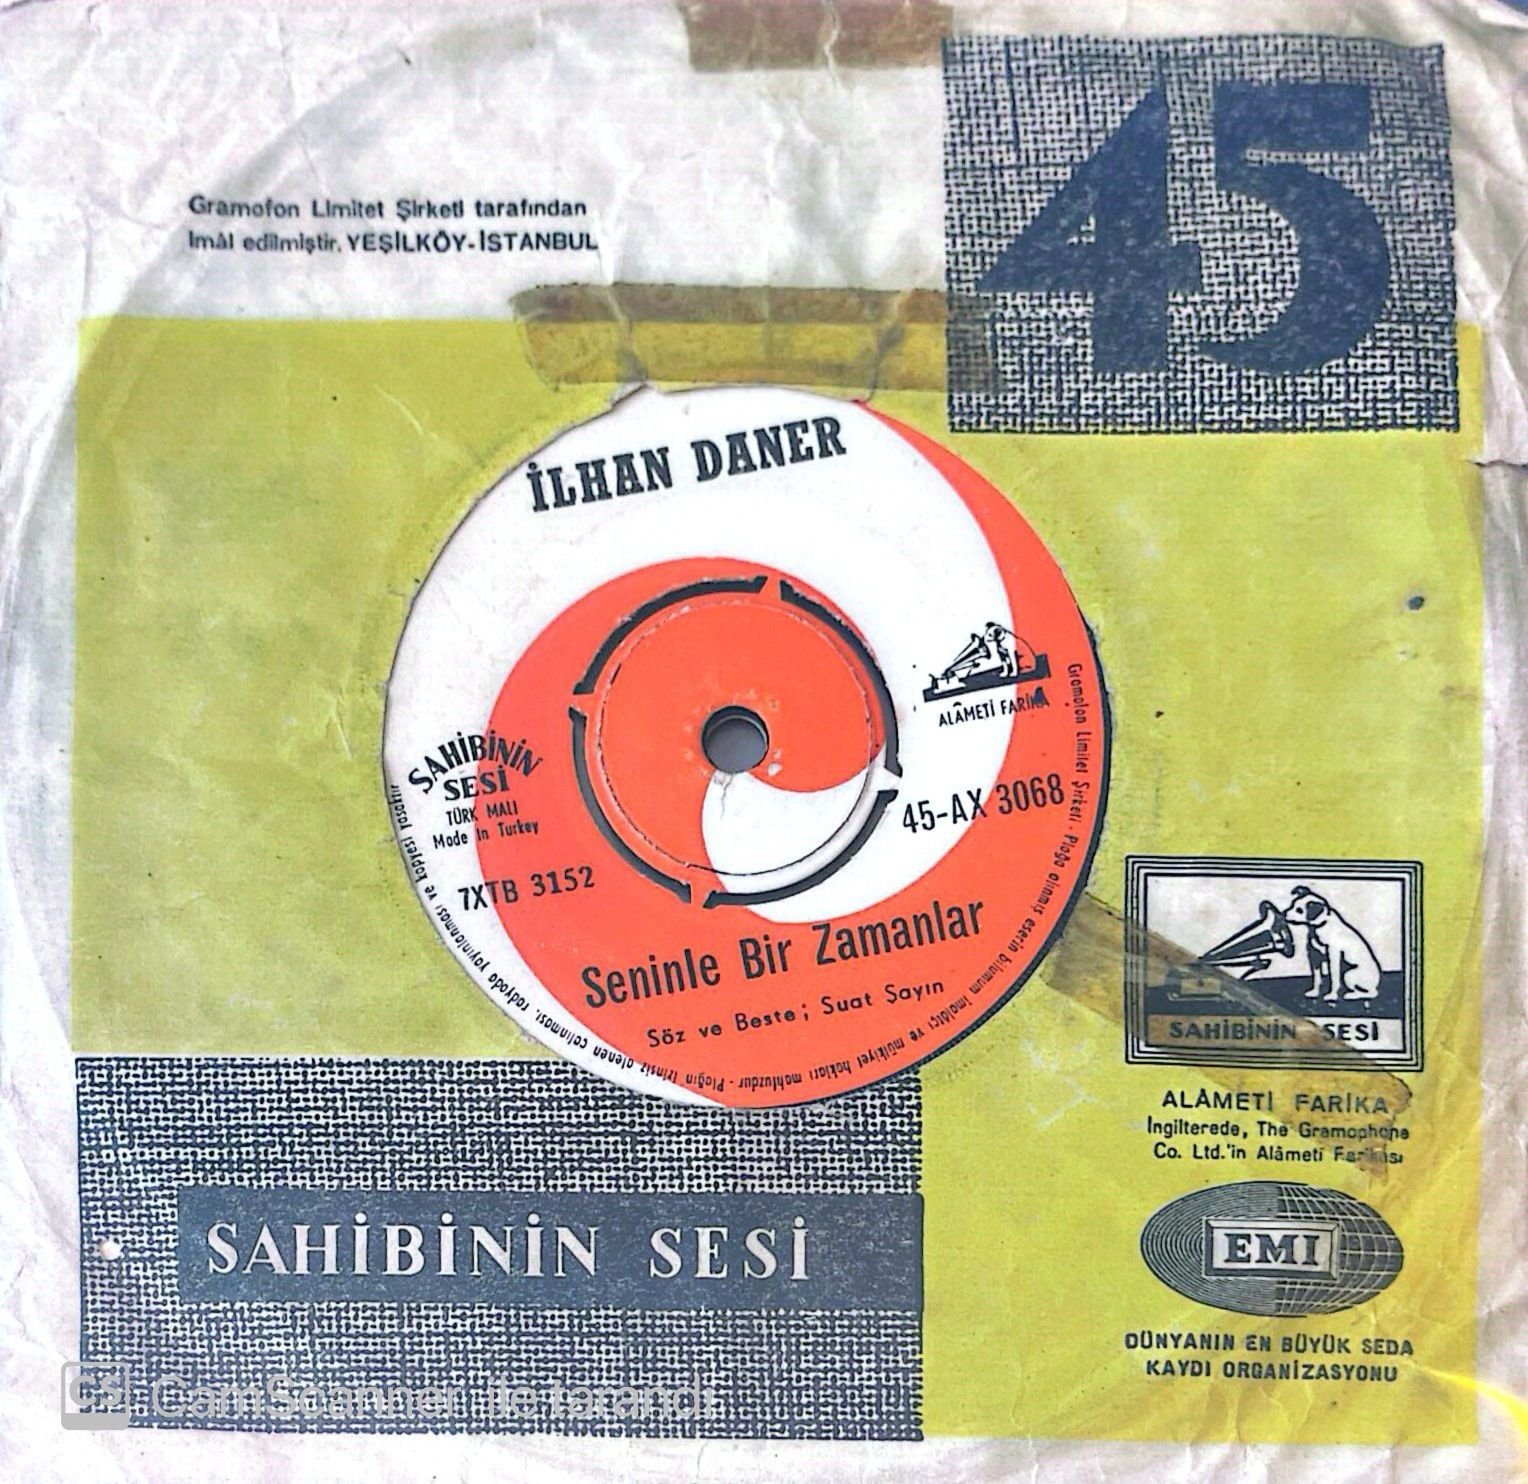 Gramofon Limitet Şirketi tarafından
İmâl edilmiştir. YEŞİLKÖY-İSTANBUL
45
İLHAN DANER
ALÂMETİ FARİKA
SAHİBİNİN
SESİ
TÜRK MALI
Made in Turkey
45-AX 3068
7XTB 3152
Seninle Bir Zamanlar
Söz ve Beste; Suat Sayın
Gramofon Limitet Şirketi - Plağa alınmış eserin bilumum imalâtçı ve mülkiyet hakları mahfuzdur - Plağın izinsiz alenen çalınması, radyoda yayınlanması ve kopyesi yasaktır
SAHİBİNİN SESİ
ALÂMETİ FARİKA
İngilterede, The Gramophone
Co. Ltd.'in Alâmeti Farikası
EMI
DÜNYANIN EN BÜYÜK SEDA
KAYDI ORGANİZASYONU
SAHİBİNİN SESİ
CS CamScanner ile tarandı